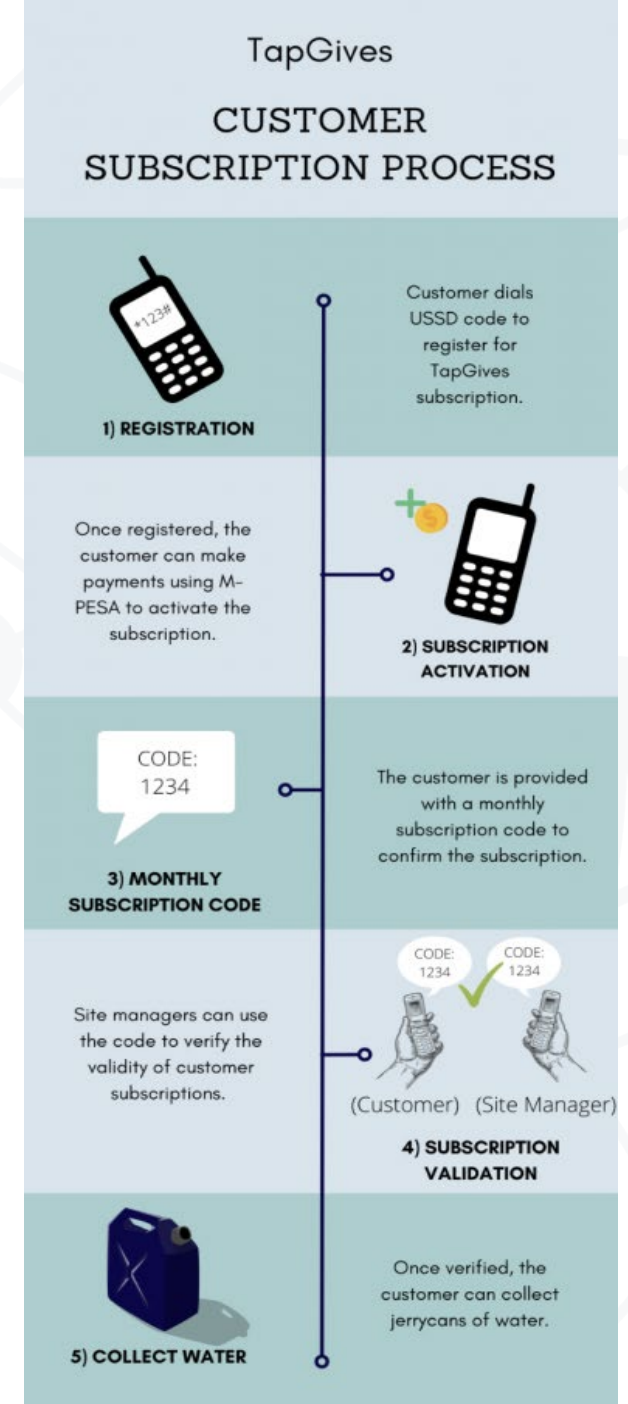 TapGives
CUSTOMER
SUBSCRIPTION PROCESS
*123#
1) REGISTRATION
Customer dials
USSD code to
register for
TapGives
subscription.
Once registered, the
customer can make
payments using M-
PESA to activate the
subscription.
$
2) SUBSCRIPTION
ACTIVATION
CODE:
1234
3) MONTHLY
SUBSCRIPTION CODE
The customer is provided
with a monthly
subscription code to
confirm the subscription.
Site managers can use
the code to verify the
validity of customer
subscriptions.
CODE:
1234
CODE:
1234
(Customer) (Site Manager)
4) SUBSCRIPTION
VALIDATION
5) COLLECT WATER
Once verified, the
customer can collect
jerrycans of water.